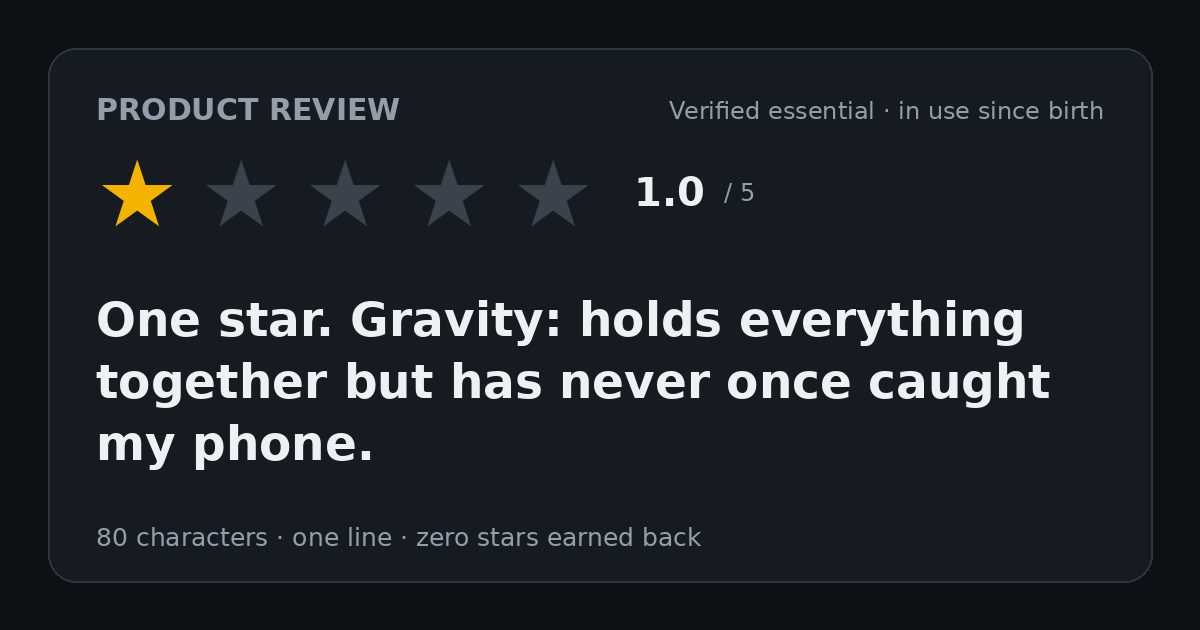 PRODUCT REVIEW
Verified essential · in use since birth
1.0 / 5
One star. Gravity: holds everything
together but has never once caught
my phone.
80 characters · one line · zero stars earned back